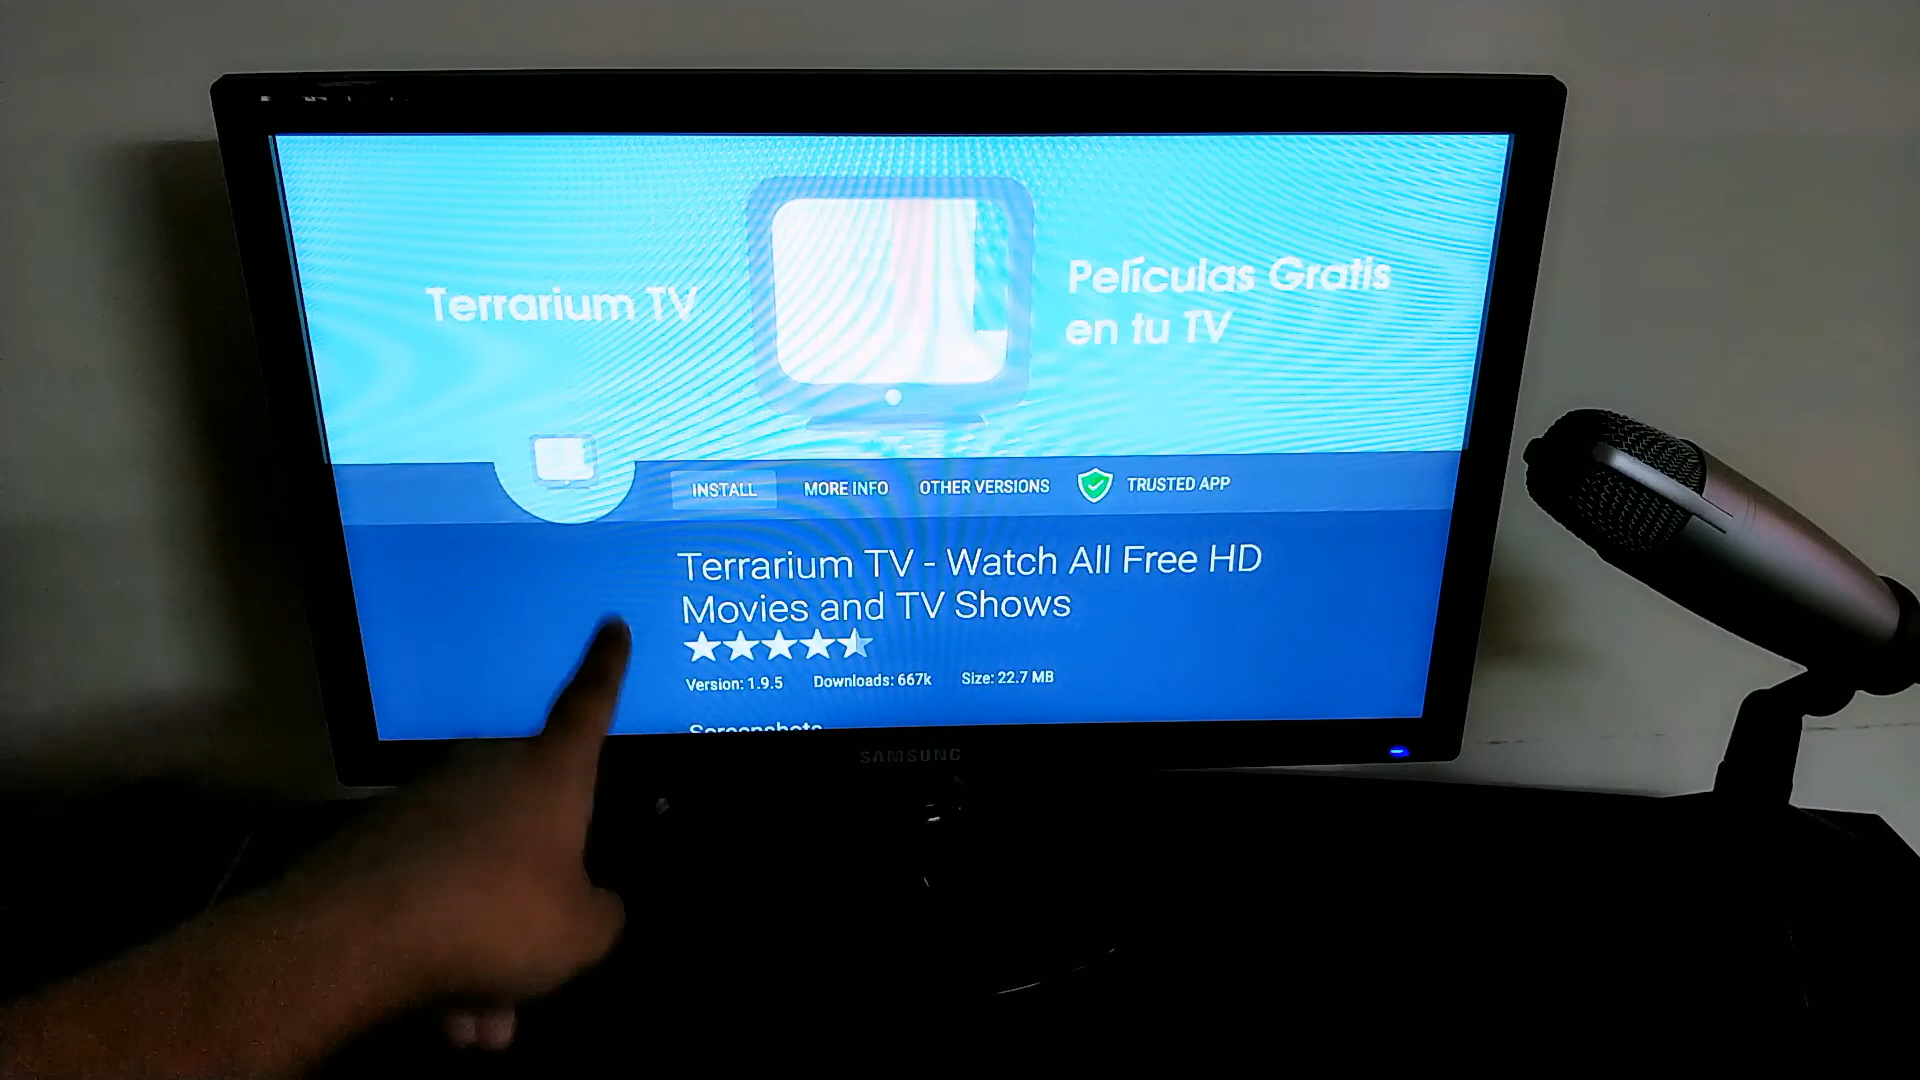 Terrarium TV
Películas Gratis
en tu TV
INSTALL
MORE INFO
OTHER VERSIONS
TRUSTED APP
Terrarium TV - Watch All Free HD
Movies and TV Shows
Version: 1.9.5
Downloads: 667k
Size: 22.7 MB
Screenshots
SAMSUNG